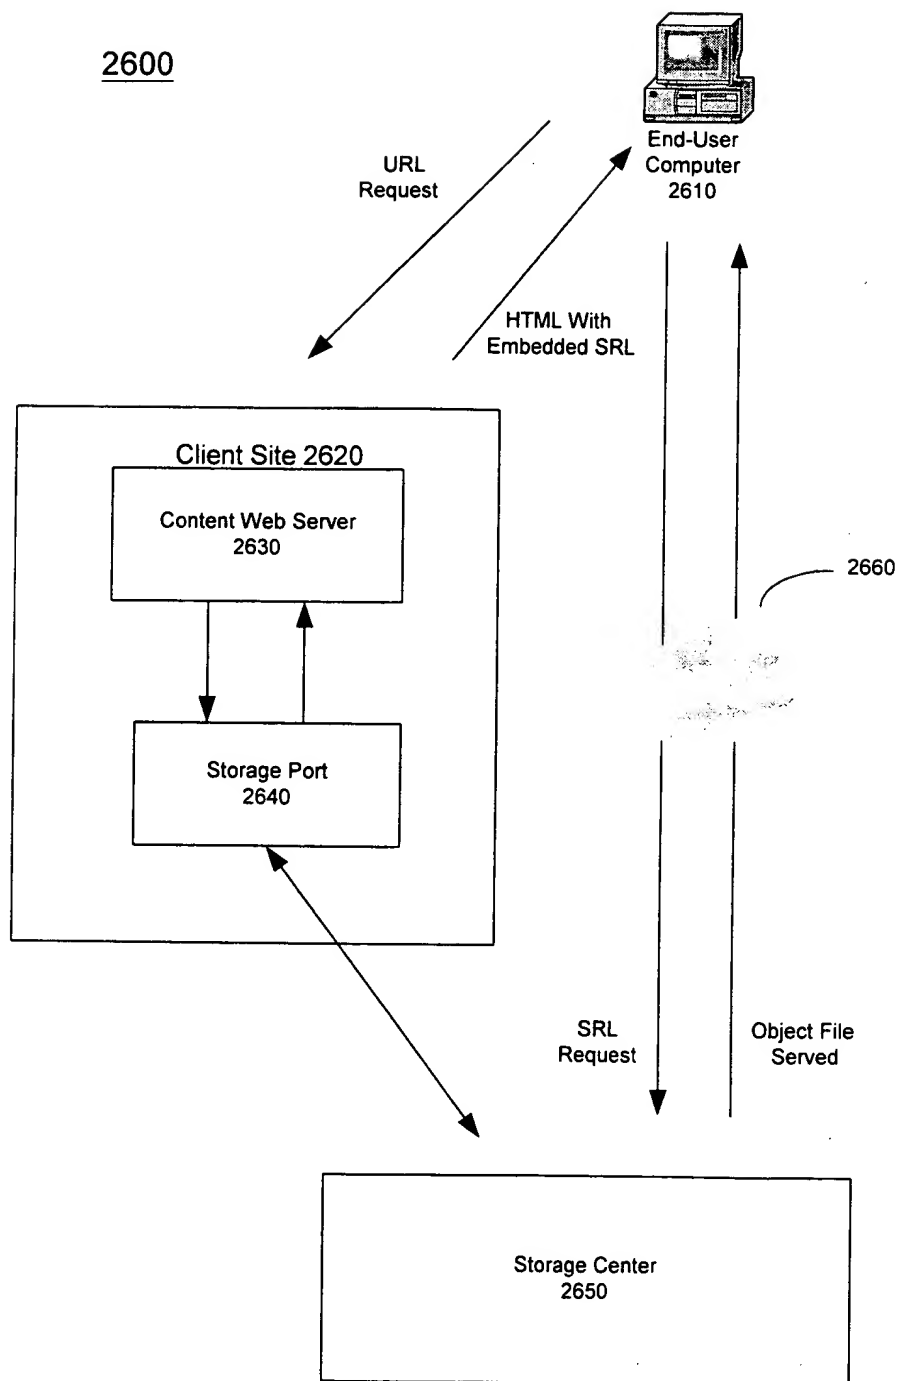 2600
End-User
Computer
2610
URL
Request
HTML With
Embedded SRL
Client Site 2620
Content Web Server
2630
2660
Storage Port
2640
SRL
Request
Object File
Served
Storage Center
2650